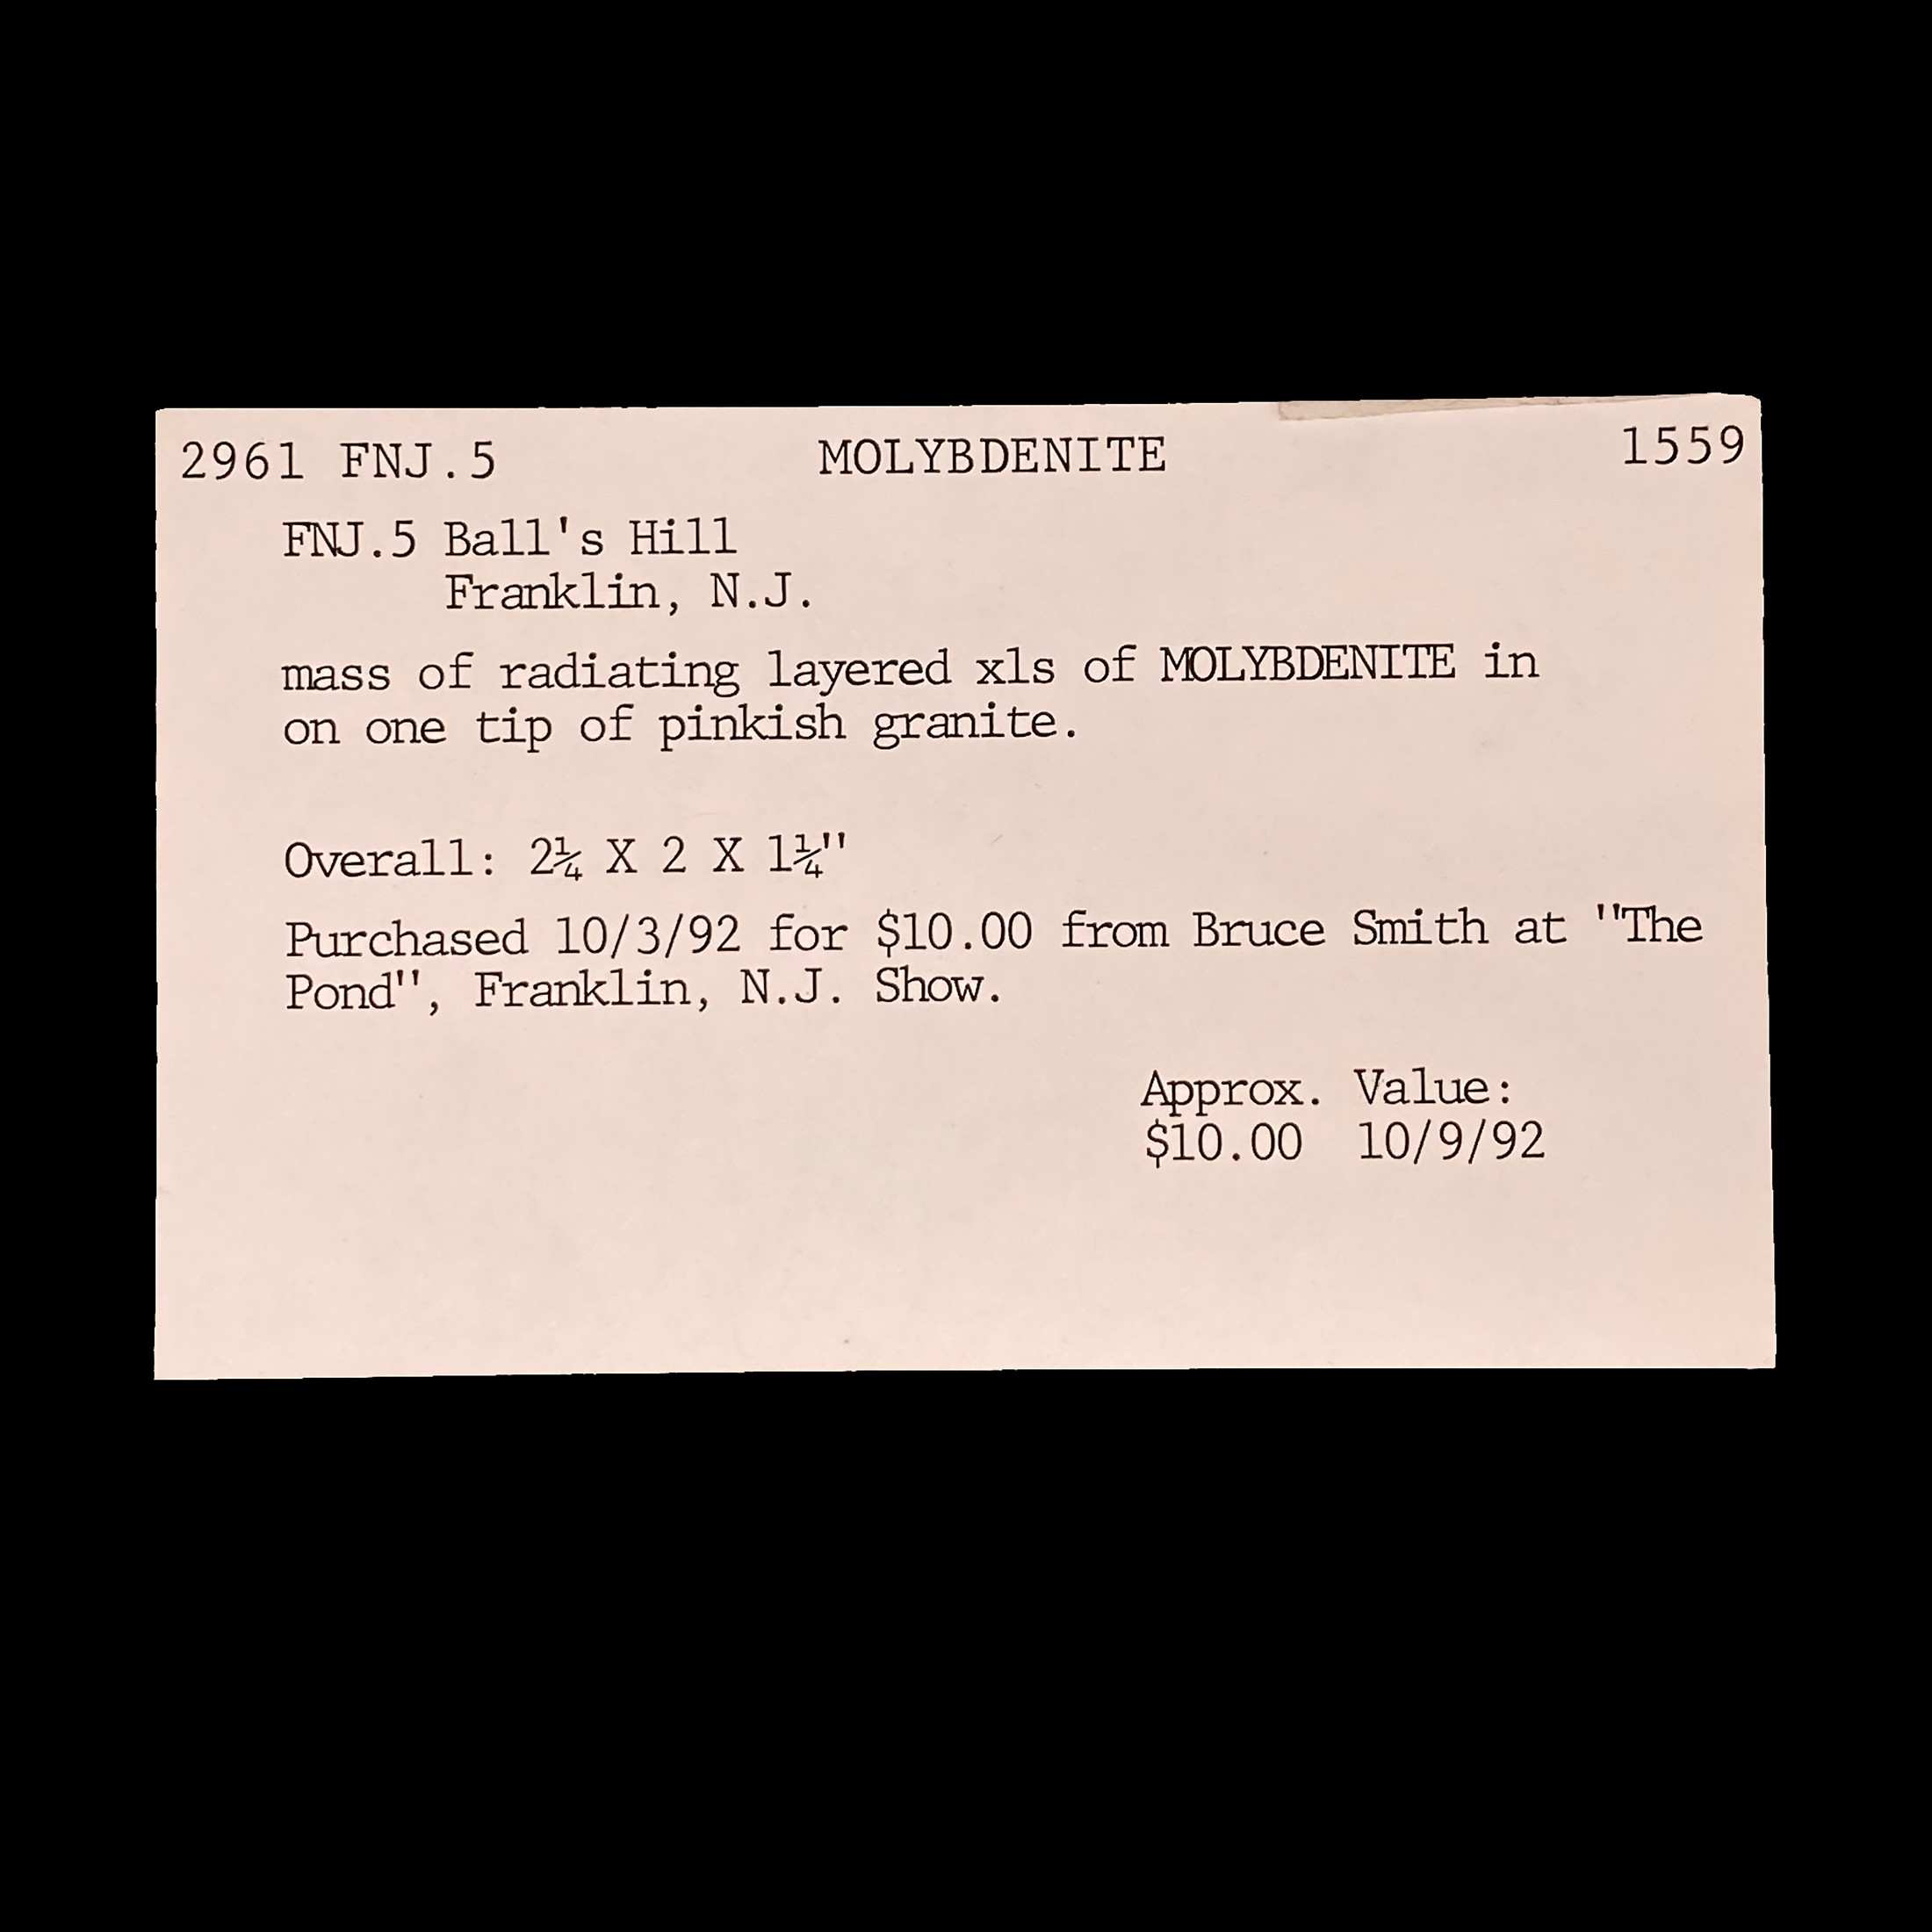 2961 FNJ.5 MOLYBDENITE 1559
FNJ.5 Ball's Hill
Franklin, N.J.
mass of radiating layered xls of MOLYBDENITE in
on one tip of pinkish granite.
Overall: 2¼ X 2 X 1¼"
Purchased 10/3/92 for $10.00 from Bruce Smith at "The
Pond", Franklin, N.J. Show.
Approx. Value:
$10.00 10/9/92